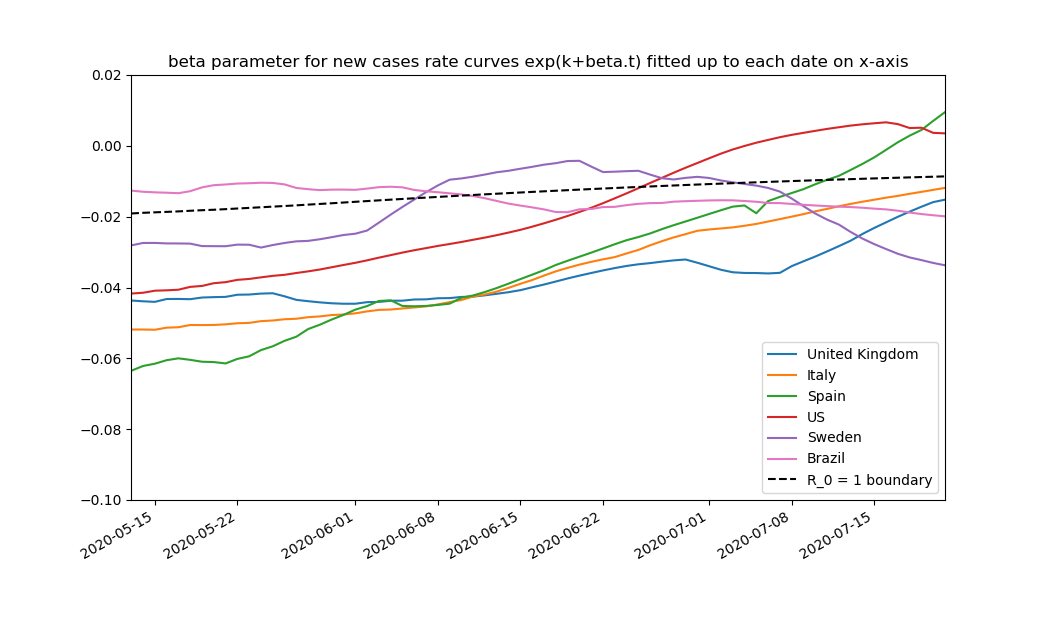 beta parameter for new cases rate curves exp(k+beta.t) fitted up to each date on x-axis
0.02
0.00
−0.02
−0.04
−0.06
−0.08
−0.10
United Kingdom
Italy
Spain
US
Sweden
Brazil
R_0 = 1 boundary
2020-05-15
2020-05-22
2020-06-01
2020-06-08
2020-06-15
2020-06-22
2020-07-01
2020-07-08
2020-07-15